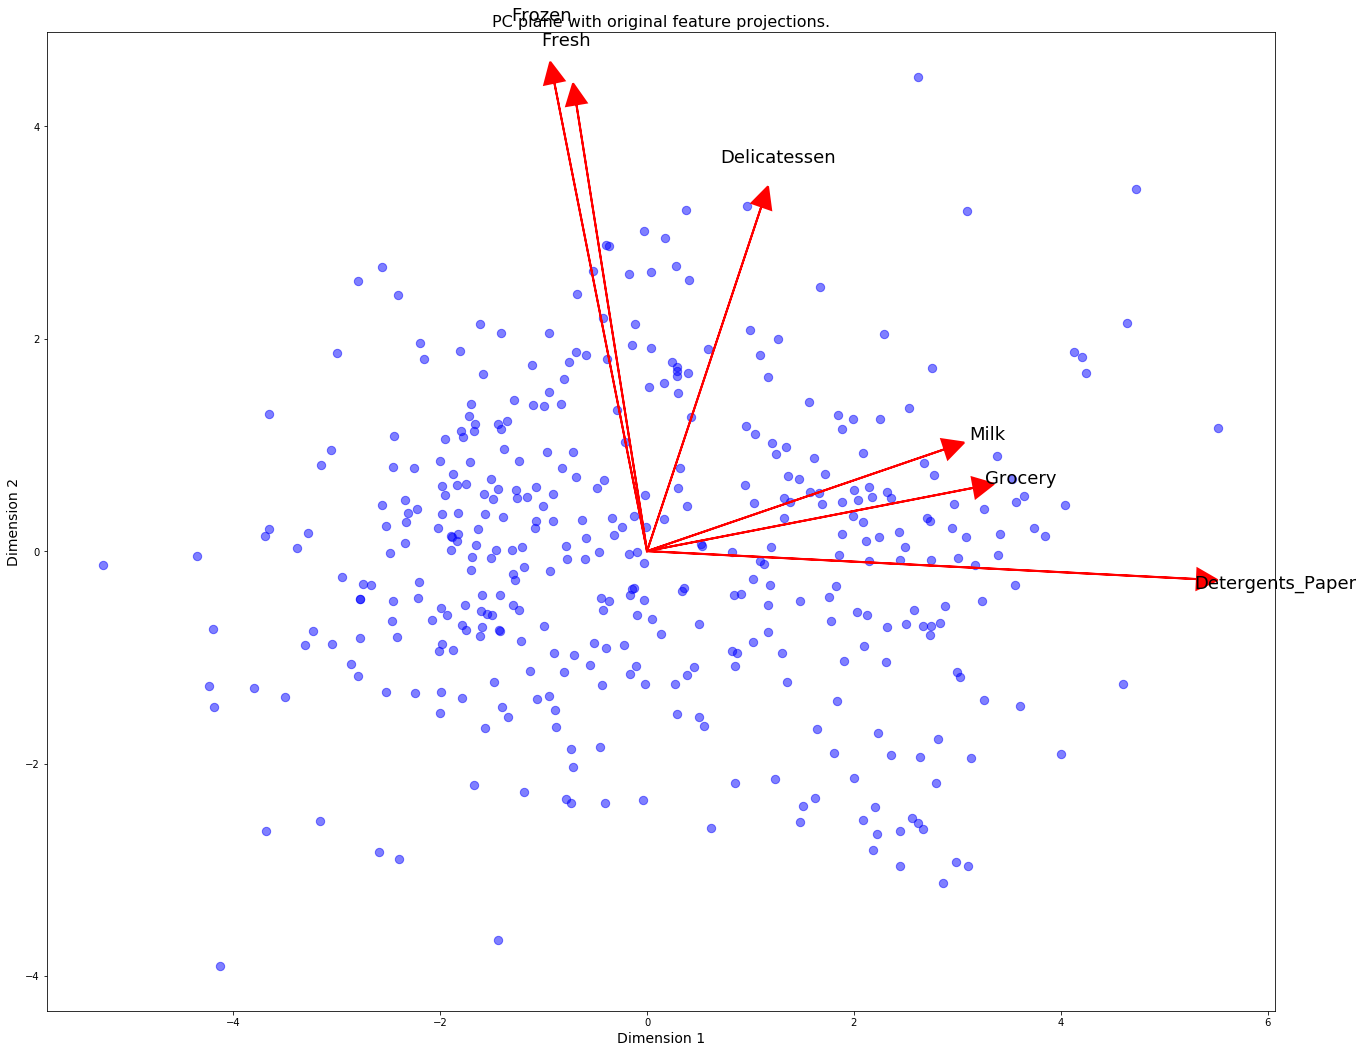 Frozen
PC plane with original feature projections.
Fresh
Delicatessen
Milk
Grocery
Detergents_Paper
Dimension 2
4
2
0
−2
−4
−4
−2
0
2
4
6
Dimension 1